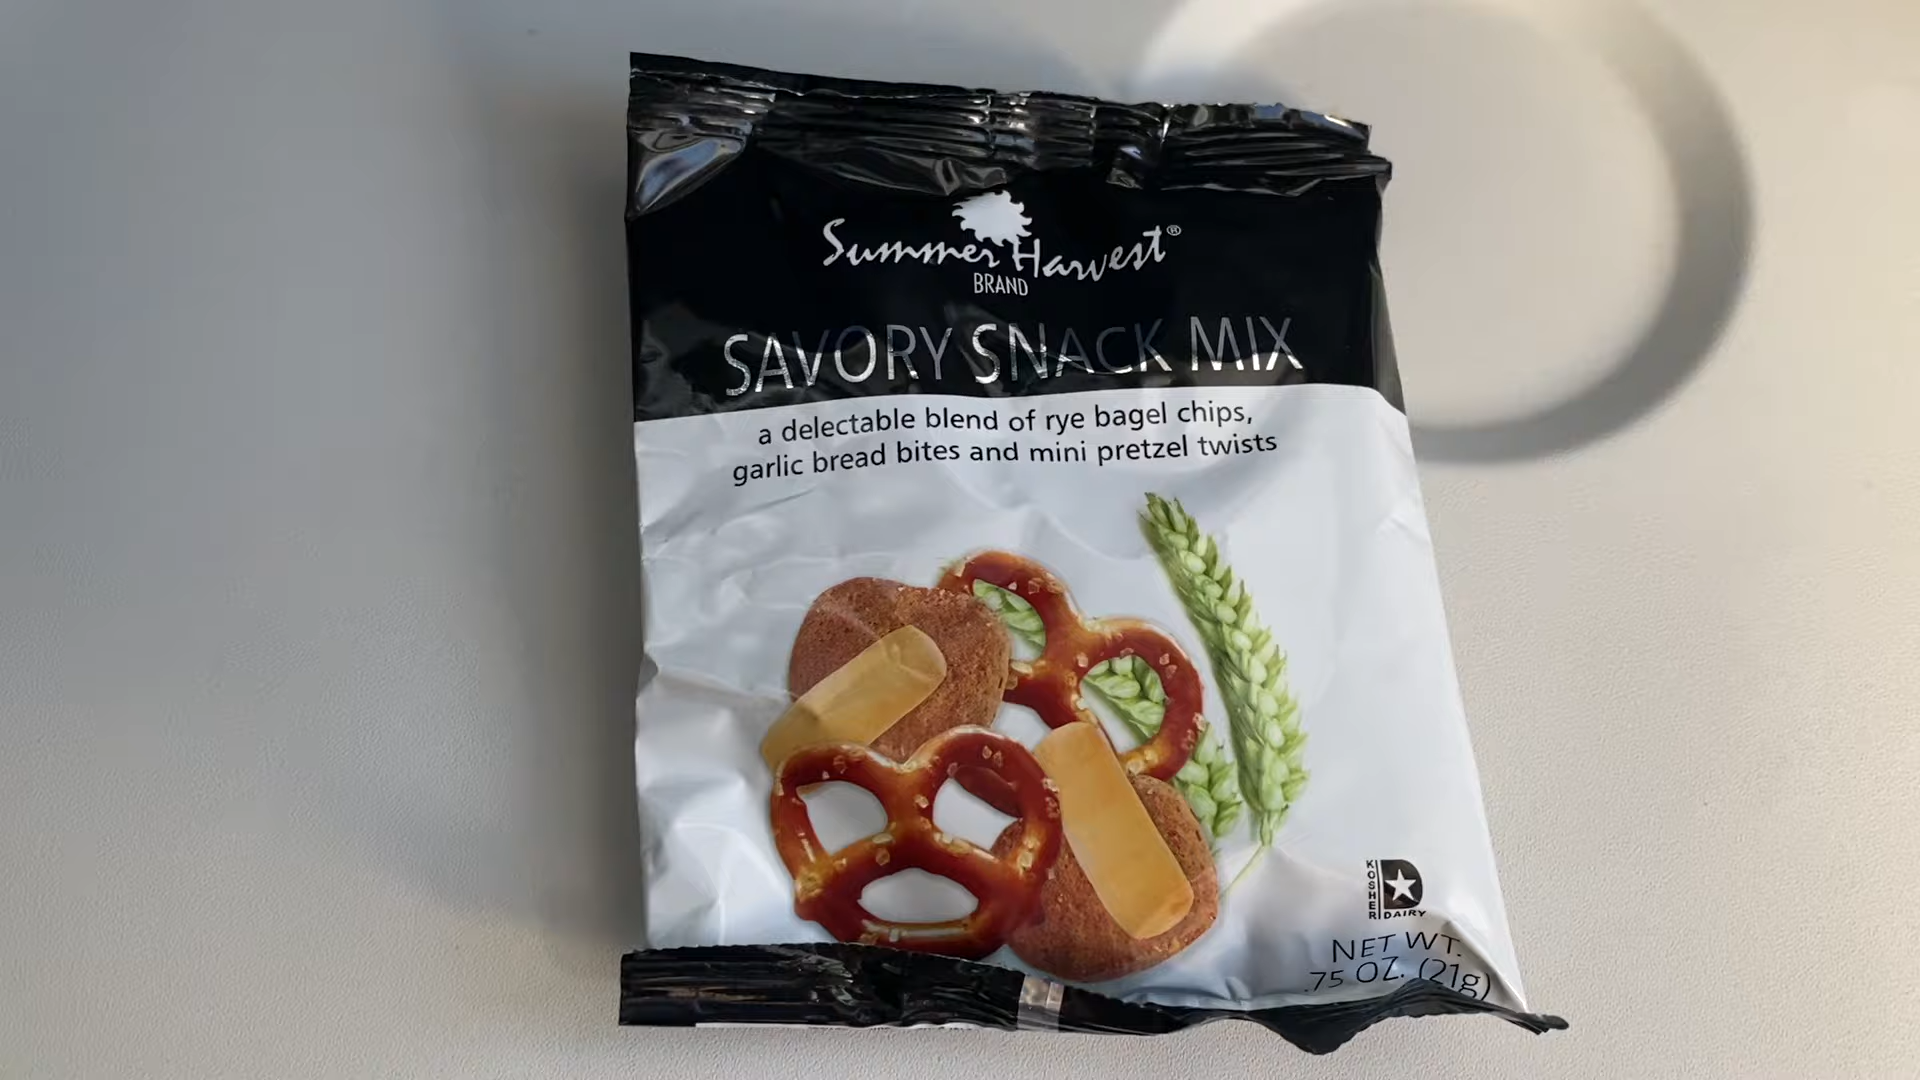 Summer Harvest®
BRAND
SAVORY SNACK MIX
a delectable blend of rye bagel chips,
garlic bread bites and mini pretzel twists
KOSHER
D
DAIRY
NET WT.
.75 OZ. (21g)